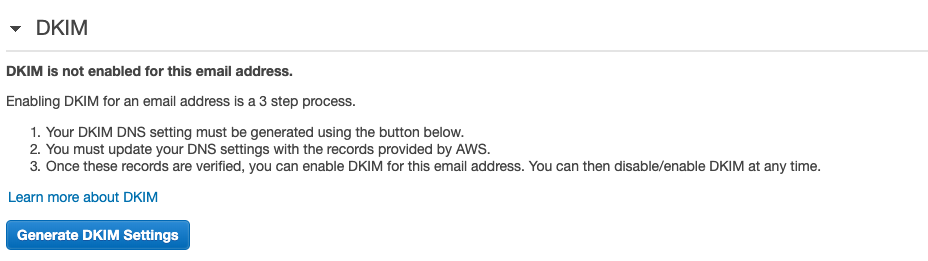 DKIM
DKIM is not enabled for this email address.
Enabling DKIM for an email address is a 3 step process.
1. Your DKIM DNS setting must be generated using the button below.
2. You must update your DNS settings with the records provided by AWS.
3. Once these records are verified, you can enable DKIM for this email address. You can then disable/enable DKIM at any time.
Learn more about DKIM
Generate DKIM Settings